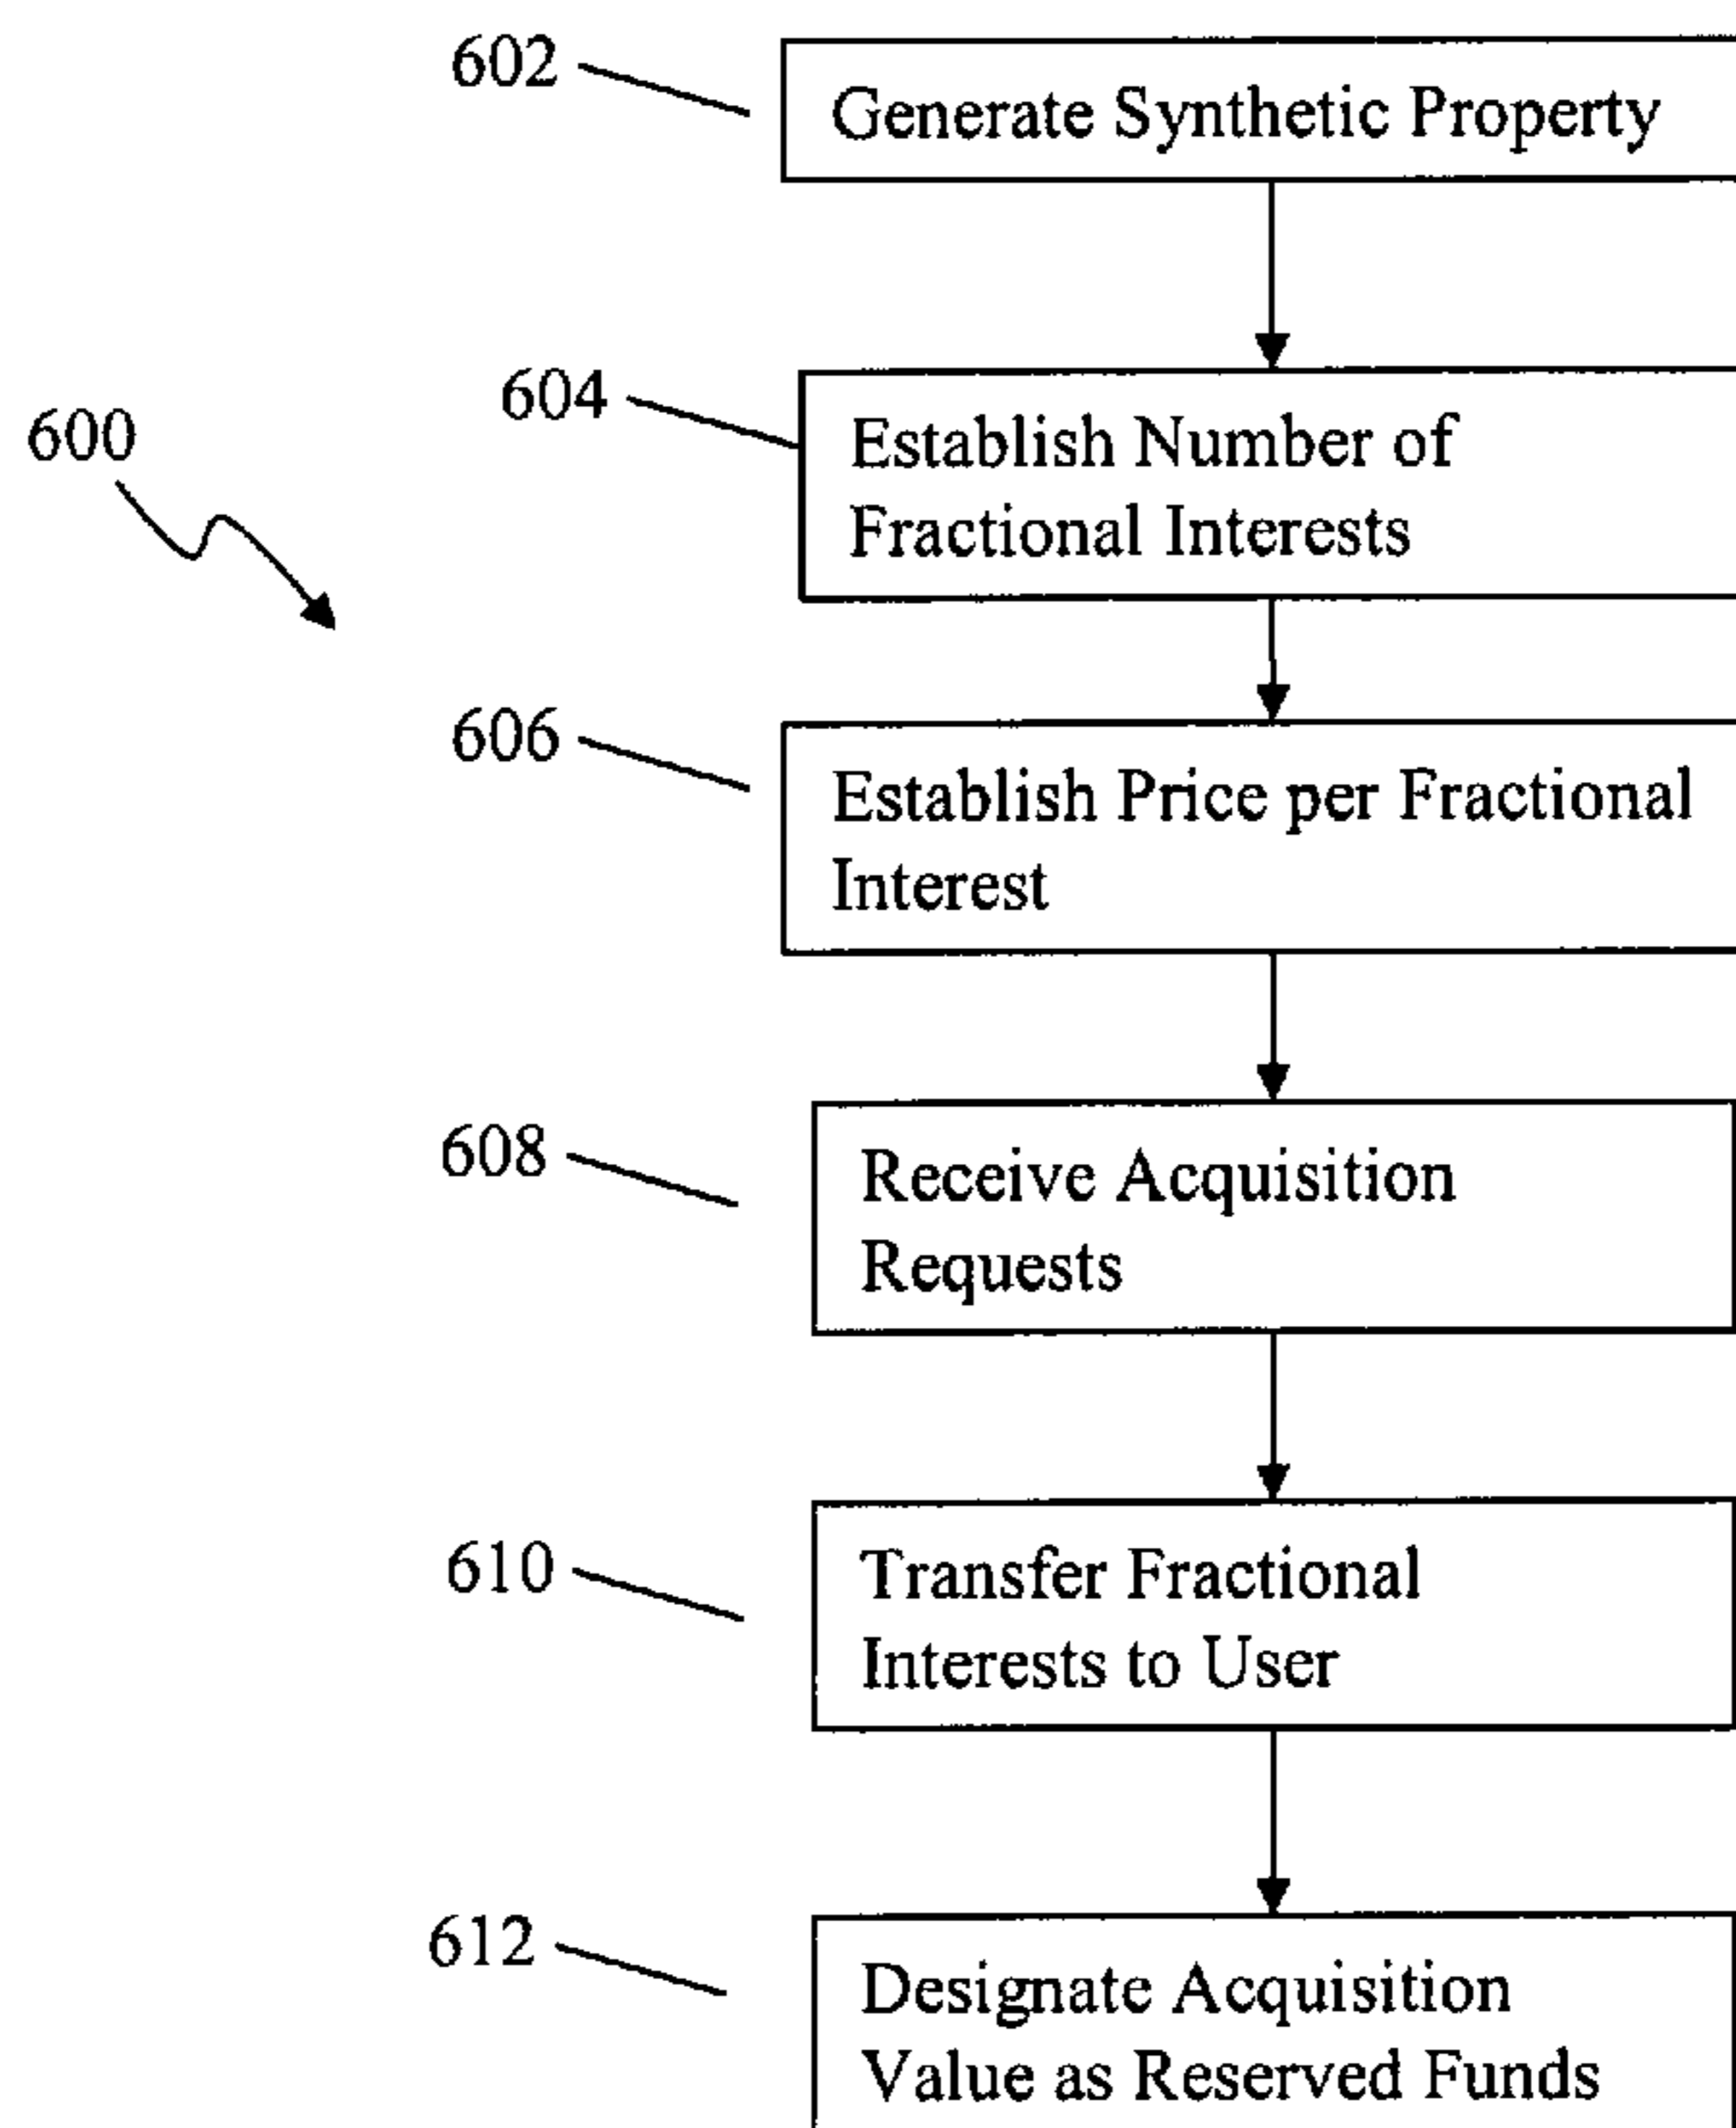 602
Generate Synthetic Property
604
Establish Number of
Fractional Interests
600
606
Establish Price per Fractional
Interest
608
Receive Acquisition
Requests
610
Transfer Fractional
Interests to User
612
Designate Acquisition
Value as Reserved Funds